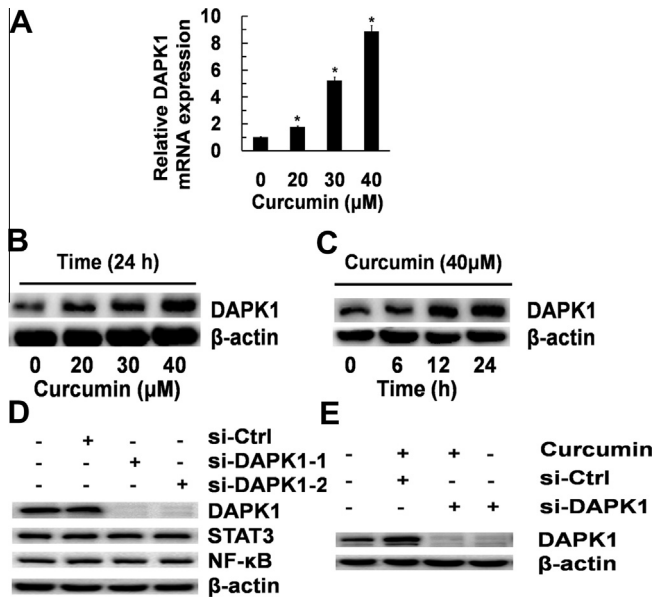 A
Relative DAPK1
mRNA expression
10
8
6
4
2
0
*
*
*
0 20 30 40
Curcumin (μM)
B
Time (24 h)
DAPK1
β-actin
0 20 30 40
Curcumin (μM)
C
Curcumin (40μM)
DAPK1
β-actin
0 6 12 24
Time (h)
D
- + - - si-Ctrl
- - + - si-DAPK1-1
- - - + si-DAPK1-2
DAPK1
STAT3
NF-κB
β-actin
E
- + + - Curcumin
- + - - si-Ctrl
- - + + si-DAPK1
DAPK1
β-actin